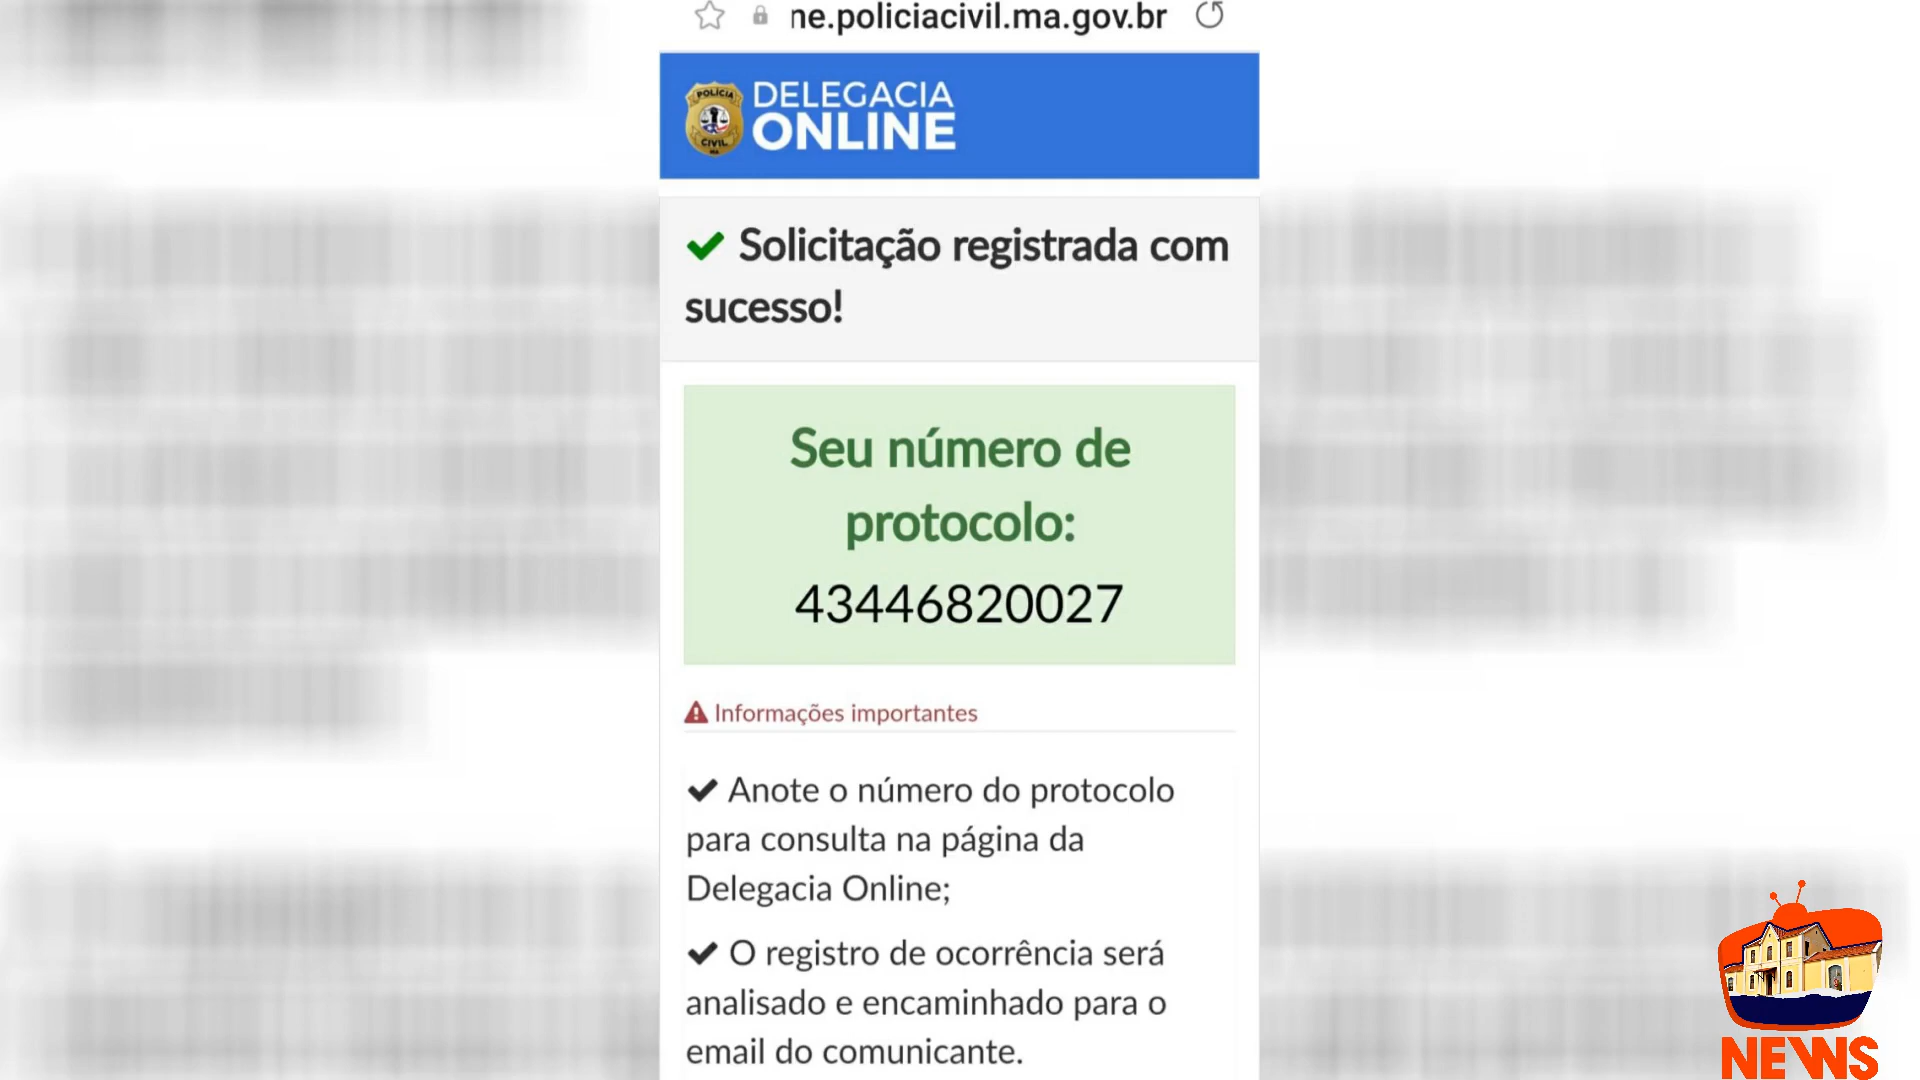 ne.policiacivil.ma.gov.br
POLÍCIA
CIVIL
MA
DELEGACIA
ONLINE
Solicitação registrada com
sucesso!
Seu número de
protocolo:
43446820027
Informações importantes
Anote o número do protocolo
para consulta na página da
Delegacia Online;
O registro de ocorrência será
analisado e encaminhado para o
email do comunicante.
NEWS